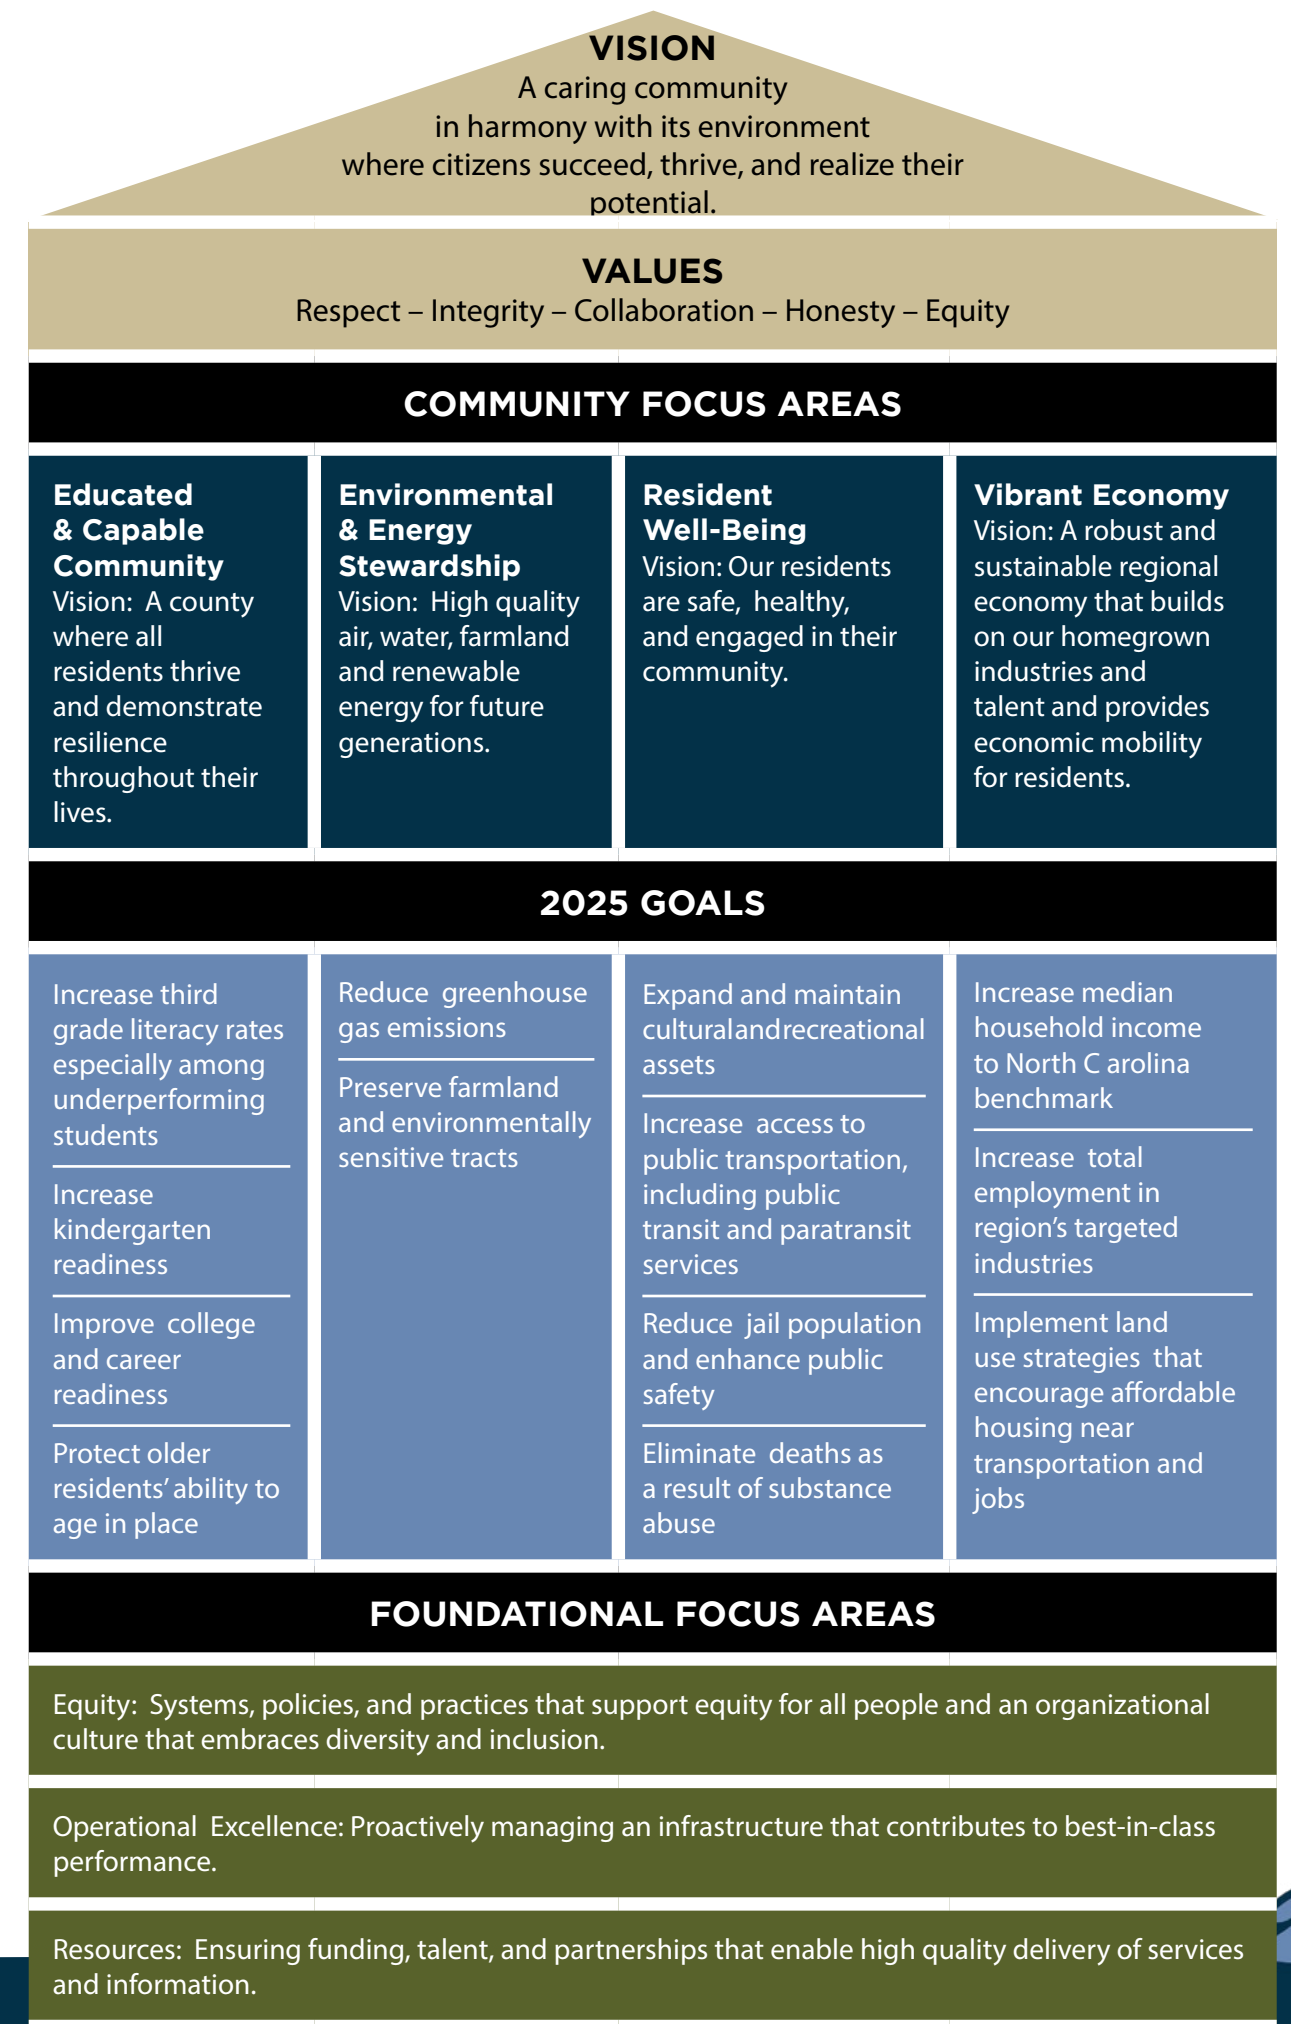 VISION
A caring community
in harmony with its environment
where citizens succeed, thrive, and realize their
potential.
VALUES
Respect – Integrity – Collaboration – Honesty – Equity
COMMUNITY FOCUS AREAS
Educated
& Capable
Community
Vision: A county
where all
residents thrive
and demonstrate
resilience
throughout their
lives.
Environmental
& Energy
Stewardship
Vision: High quality
air, water, farmland
and renewable
energy for future
generations.
Resident
Well-Being
Vision: Our residents
are safe, healthy,
and engaged in their
community.
Vibrant Economy
Vision: A robust and
sustainable regional
economy that builds
on our homegrown
industries and
talent and provides
economic mobility
for residents.
2025 GOALS
Increase third
grade literacy rates
especially among
underperforming
students
Increase
kindergarten
readiness
Improve college
and career
readiness
Protect older
residents’ ability to
age in place
Reduce greenhouse
gas emissions
Preserve farmland
and environmentally
sensitive tracts
Expand and maintain
cultural and recreational
assets
Increase access to
public transportation,
including public
transit and paratransit
services
Reduce jail population
and enhance public
safety
Eliminate deaths as
a result of substance
abuse
Increase median
household income
to North C arolina
benchmark
Increase total
employment in
region’s targeted
industries
Implement land
use strategies that
encourage affordable
housing near
transportation and
jobs
FOUNDATIONAL FOCUS AREAS
Equity: Systems, policies, and practices that support equity for all people and an organizational
culture that embraces diversity and inclusion.
Operational Excellence: Proactively managing an infrastructure that contributes to best-in-class
performance.
Resources: Ensuring funding, talent, and partnerships that enable high quality delivery of services
and information.